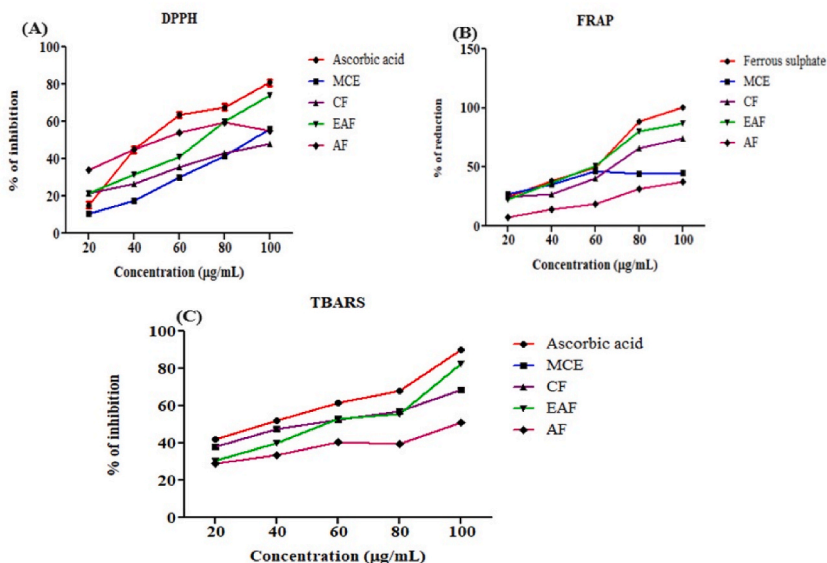 (A)
DPPH
% of inhibition
100
80
60
40
20
0
20 40 60 80 100
Concentration (µg/mL)
Ascorbic acid
MCE
CF
EAF
AF
(B)
FRAP
% of reduction
150
100
50
0
20 40 60 80 100
Concentration (µg/mL)
Ferrous sulphate
MCE
CF
EAF
AF
(C)
TBARS
% of inhibition
100
80
60
40
20
0
20 40 60 80 100
Concentration (µg/mL)
Ascorbic acid
MCE
CF
EAF
AF